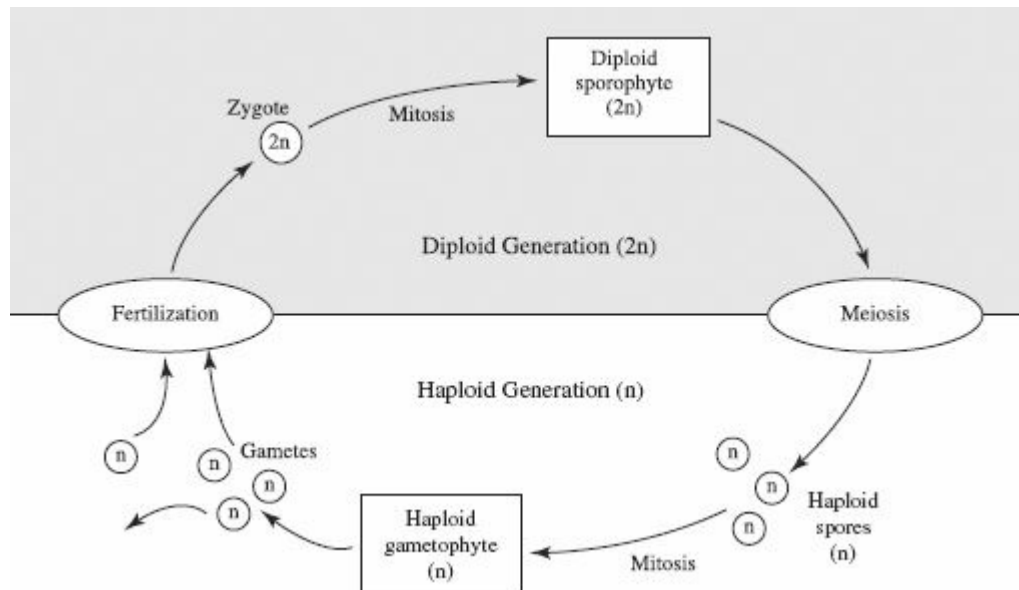 Diploid
sporophyte
(2n)
Zygote
2n
Mitosis
Diploid Generation (2n)
Fertilization
Meiosis
Haploid Generation (n)
n
Gametes
n
n
n
n
n
n
Haploid
spores
(n)
Haploid
gametophyte
(n)
Mitosis